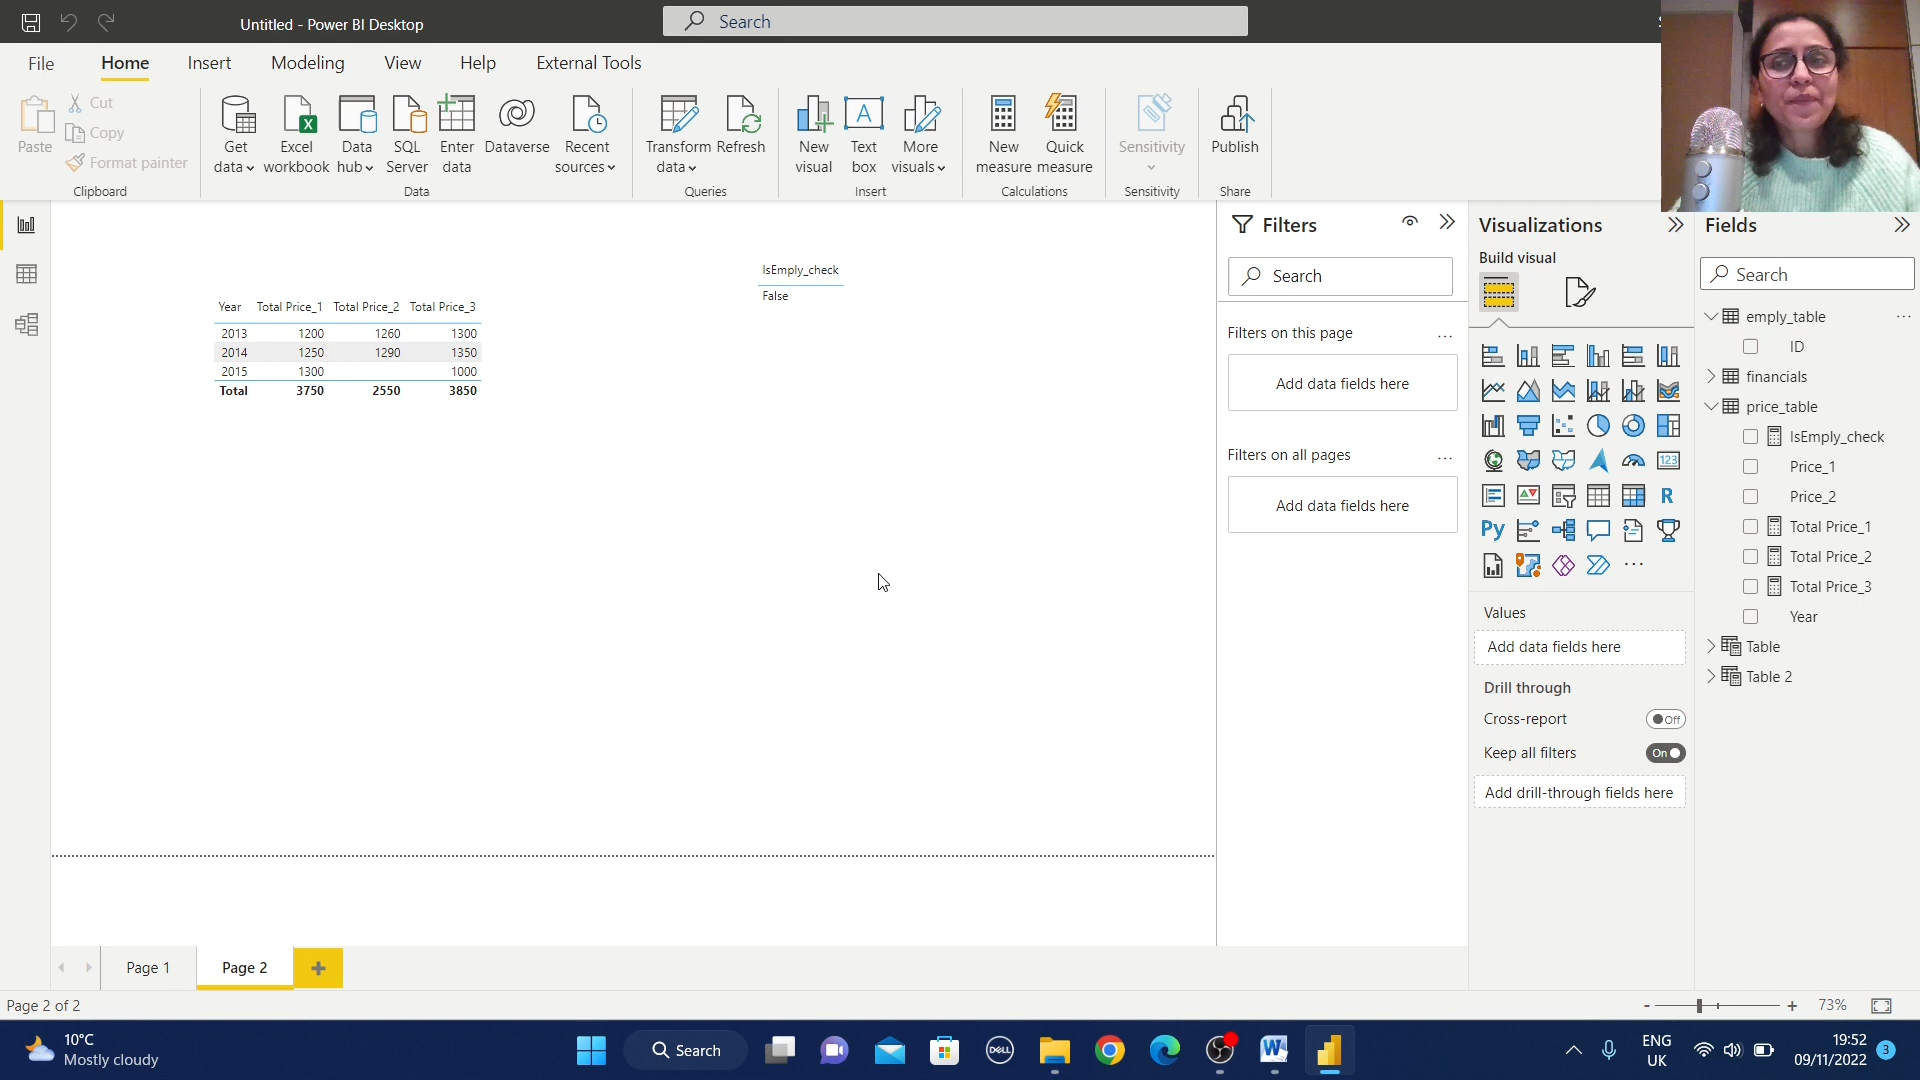 Untitled - Power BI Desktop
Search
File Home Insert Modeling View Help External Tools
Paste
Cut
Copy
Format painter
Clipboard
Get data
Excel workbook
Data hub
SQL Server
Enter data
Dataverse
Recent sources
Data
Transform data
Refresh
Queries
New visual
Text box
More visuals
Insert
New measure
Quick measure
Calculations
Sensitivity
Sensitivity
Publish
Share
IsEmply_check
False
Year Total Price_1 Total Price_2 Total Price_3
2013 1200 1260 1300
2014 1250 1290 1350
2015 1300 1000
Total 3750 2550 3850
Filters
Search
Filters on this page ...
Add data fields here
Filters on all pages ...
Add data fields here
Visualizations
Build visual
123
R
Py
...
Values
Add data fields here
Drill through
Cross-report Off
Keep all filters On
Add drill-through fields here
Fields
Search
emply_table ...
ID
financials
price_table
IsEmply_check
Price_1
Price_2
Total Price_1
Total Price_2
Total Price_3
Year
Table
Table 2
Page 1 Page 2 +
Page 2 of 2
- + 73%
10°C
Mostly cloudy
Search
DELL
W
ENG
UK
19:52
09/11/2022
3